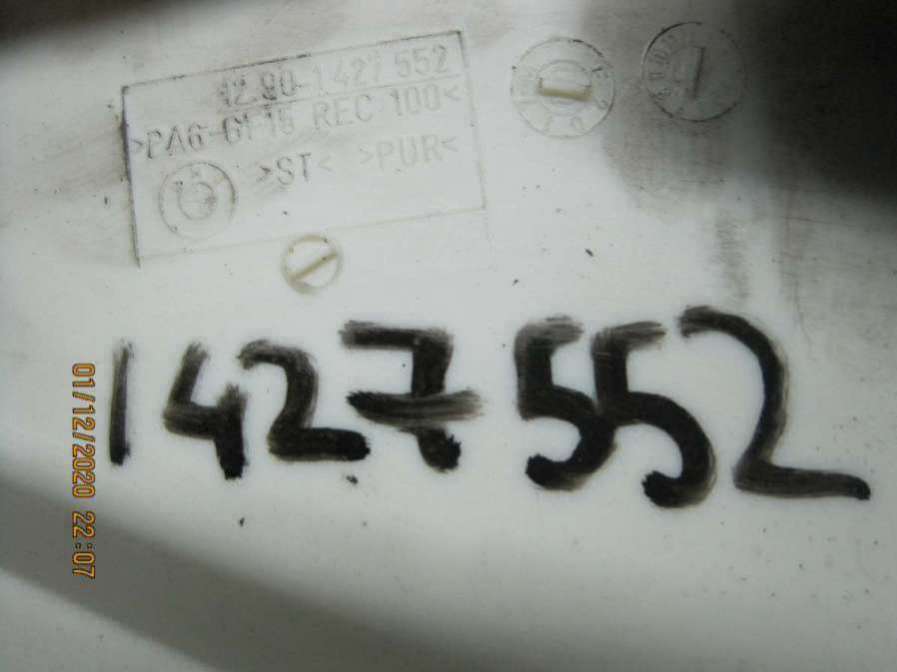 12.90-1 427 552
>PA6-GF15 REC 100<
>ST< >PUR<
1427552
01/12/2020 22:07